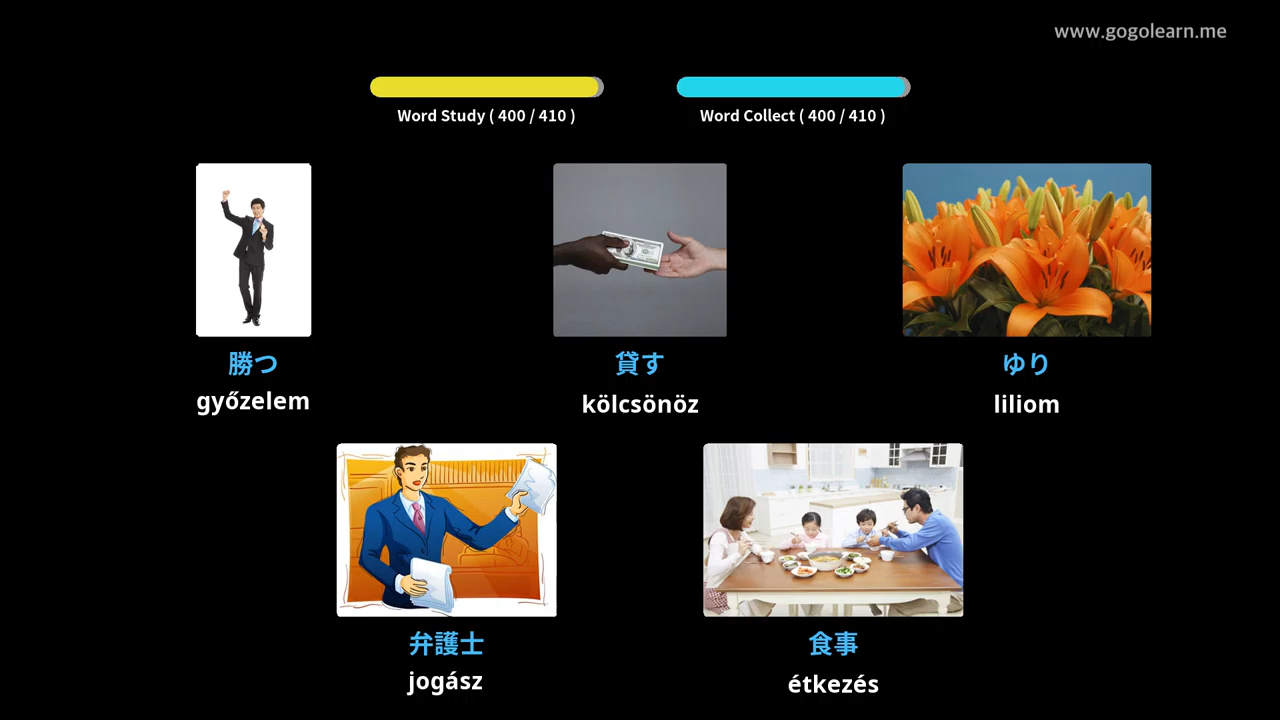 www.gogolearn.me
Word Study ( 400 / 410 )
Word Collect ( 400 / 410 )
勝つ
győzelem
貸す
kölcsönöz
ゆり
liliom
弁護士
jogász
食事
étkezés